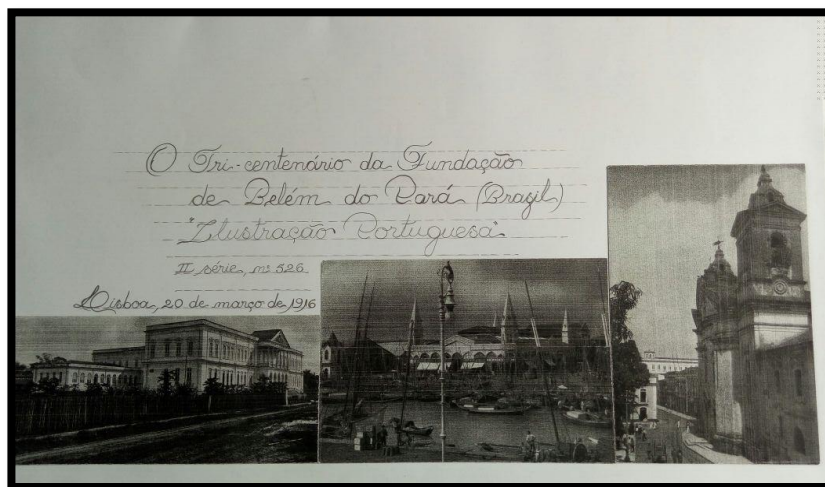 O Tri-centenário da Fundação
de Belém do Pará (Brazil)
"Ilustração Portuguesa"
II série, nº 526
Lisboa, 20 de março de 1916